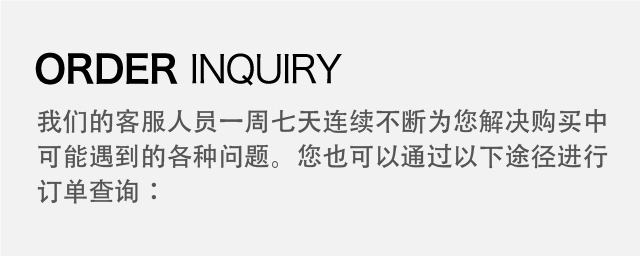 ORDER INQUIRY
我们的客服人员一周七天连续不断为您解决购买中
可能遇到的各种问题。您也可以通过以下途径进行
订单查询：